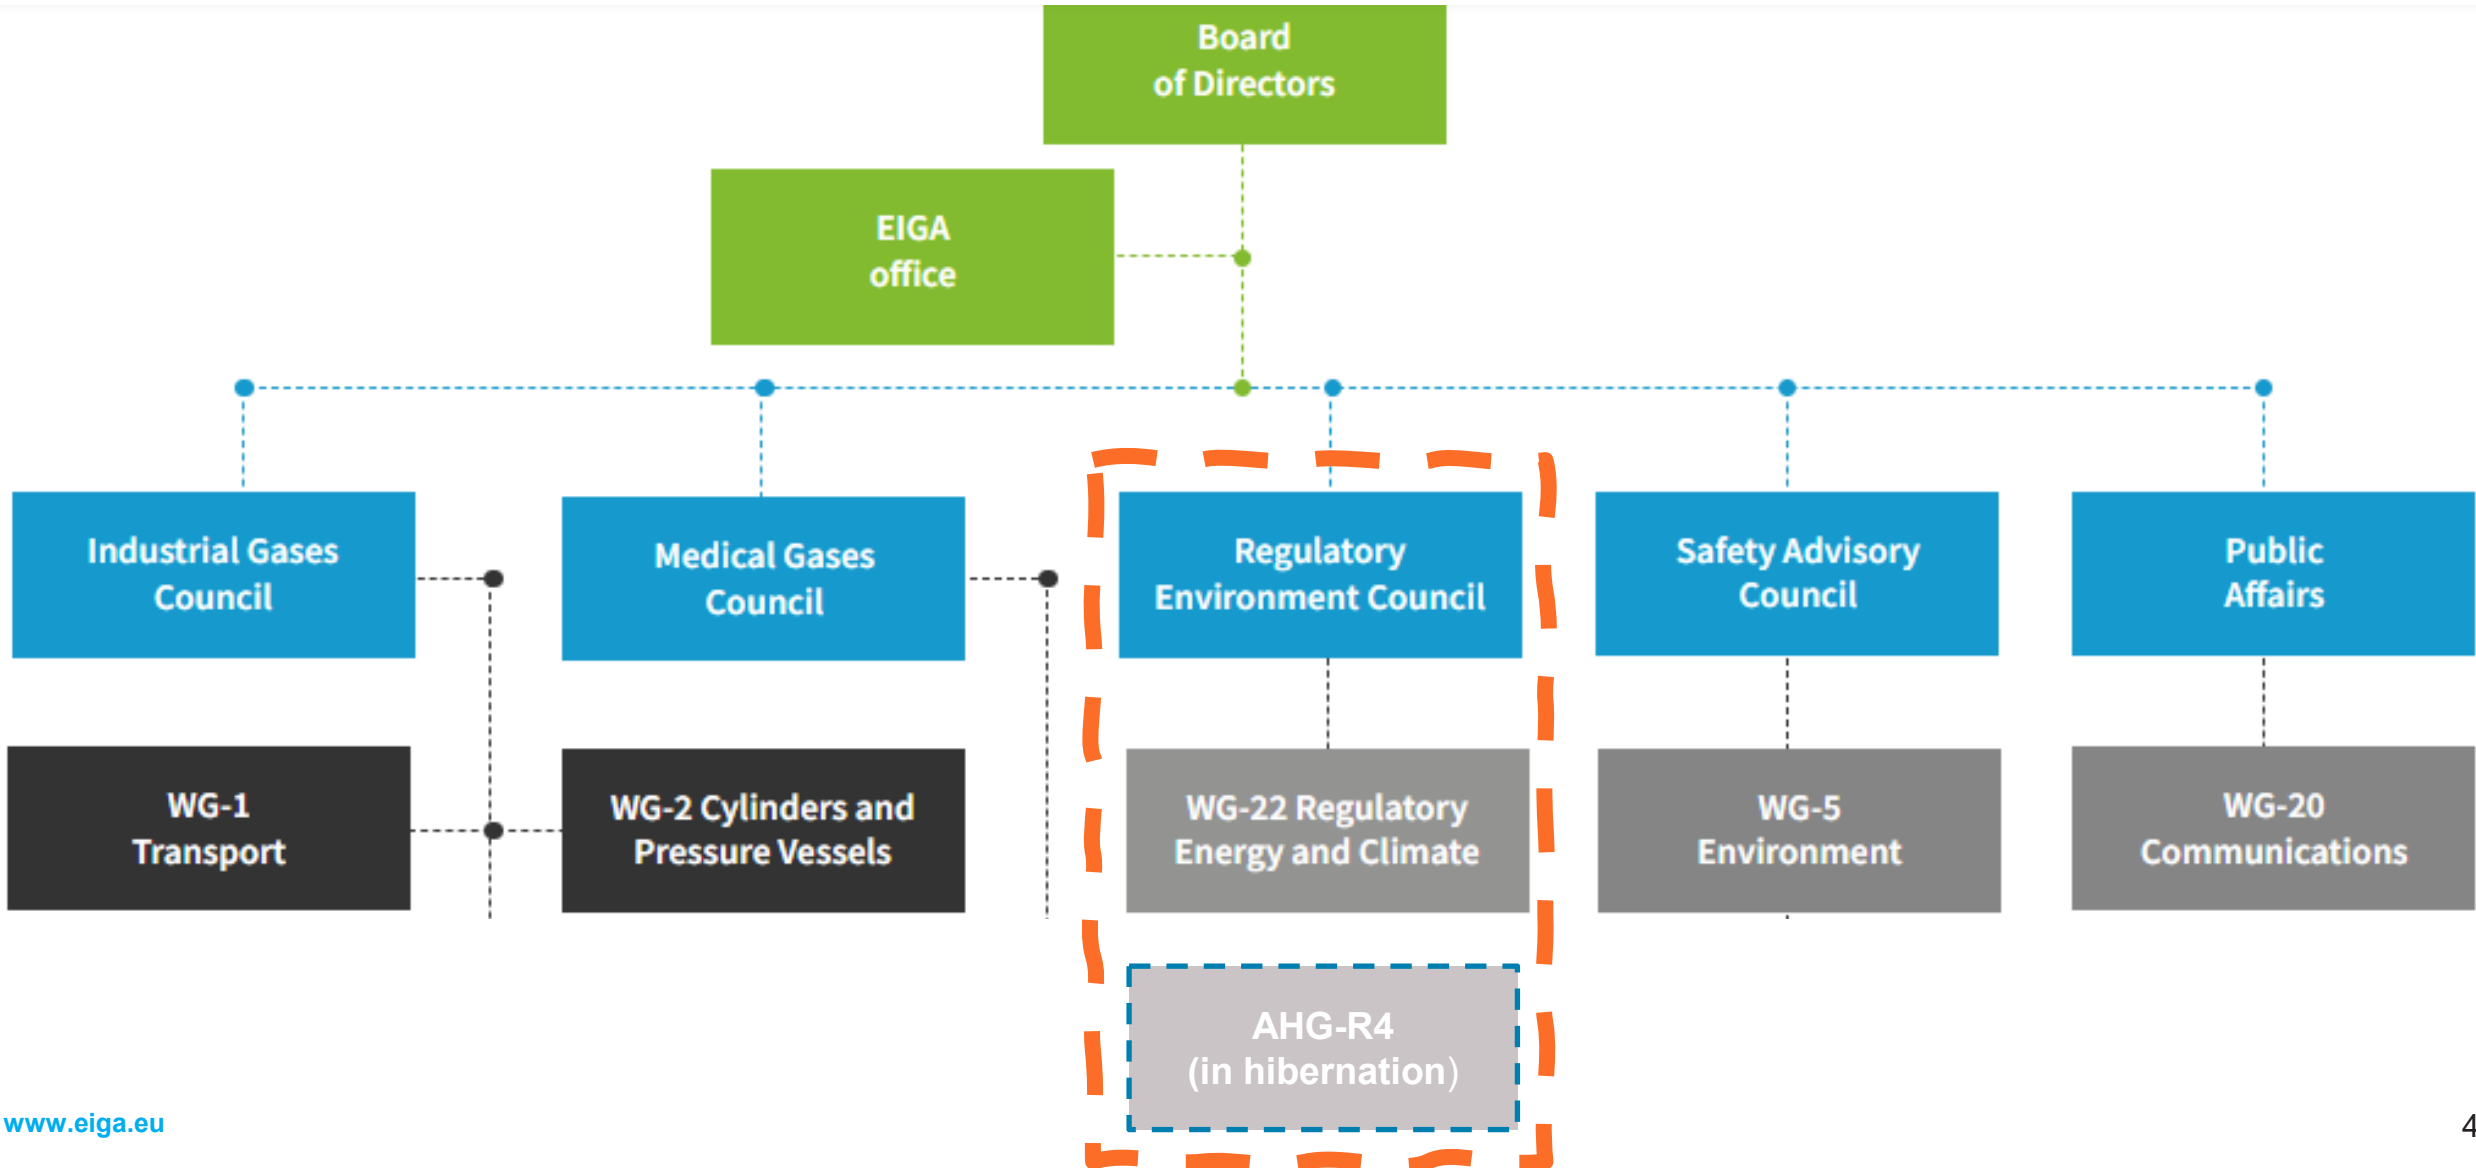 Board
of Directors
EIGA
office
Industrial Gases
Council
Medical Gases
Council
Regulatory
Environment Council
Safety Advisory
Council
Public
Affairs
WG-1
Transport
WG-2 Cylinders and
Pressure Vessels
WG-22 Regulatory
Energy and Climate
WG-5
Environment
WG-20
Communications
AHG-R4
(in hibernation)
www.eiga.eu
4